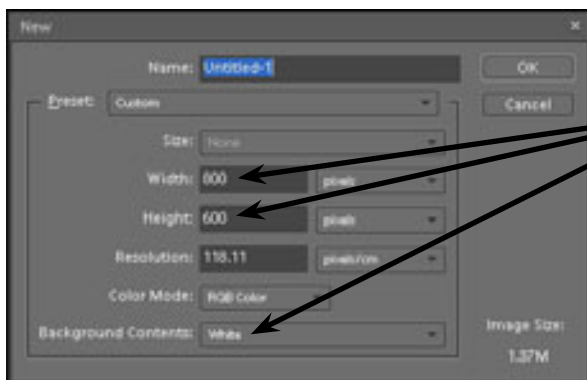 New
Name: Untitled-1
OK
Preset: Custom
Cancel
Size: None
Width: 800 pixels
Height: 600 pixels
Resolution: 118.11 pixels/cm
Color Mode: RGB Color
Background Contents: White
Image Size:
1.37M